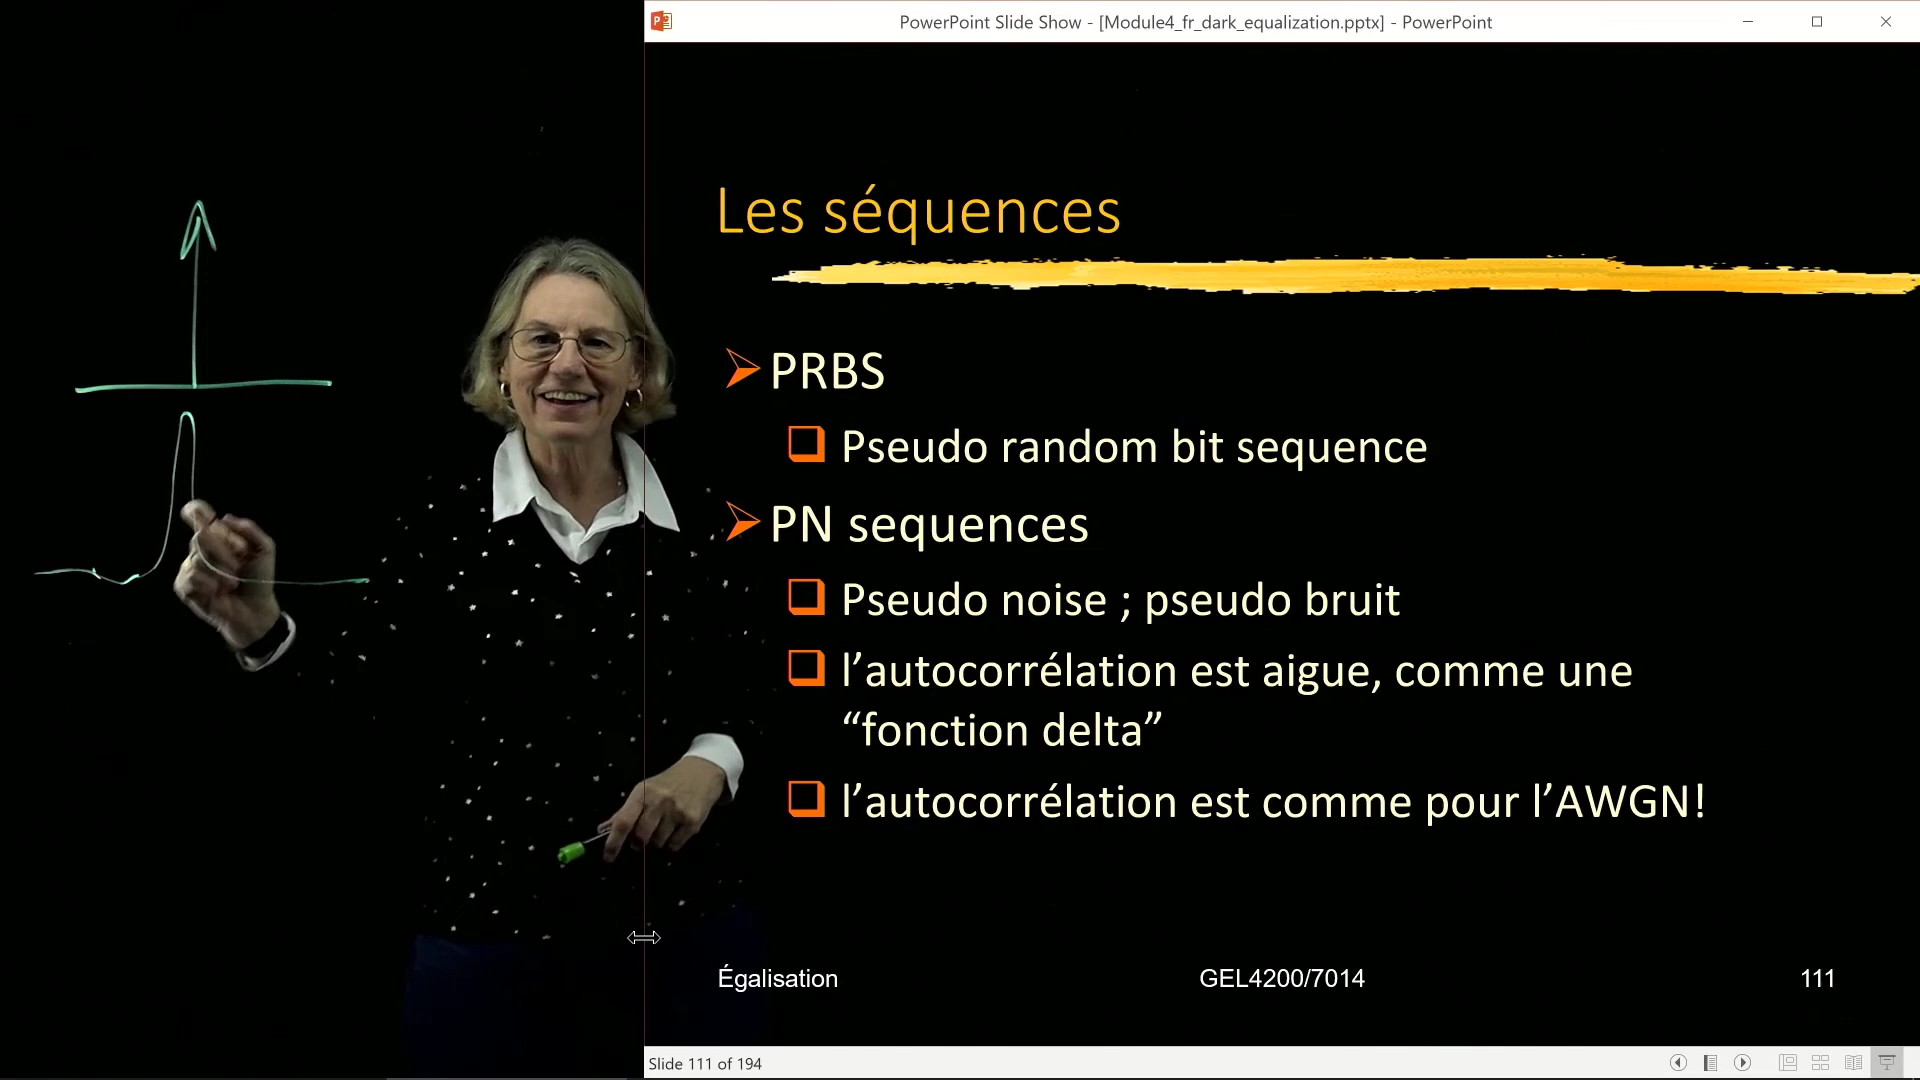 PowerPoint Slide Show - [Module4_fr_dark_equalization.pptx] - PowerPoint
Les séquences
PRBS
Pseudo random bit sequence
PN sequences
Pseudo noise ; pseudo bruit
l’autocorrélation est aigue, comme une
“fonction delta”
l’autocorrélation est comme pour l’AWGN!
Égalisation
GEL4200/7014
111
Slide 111 of 194